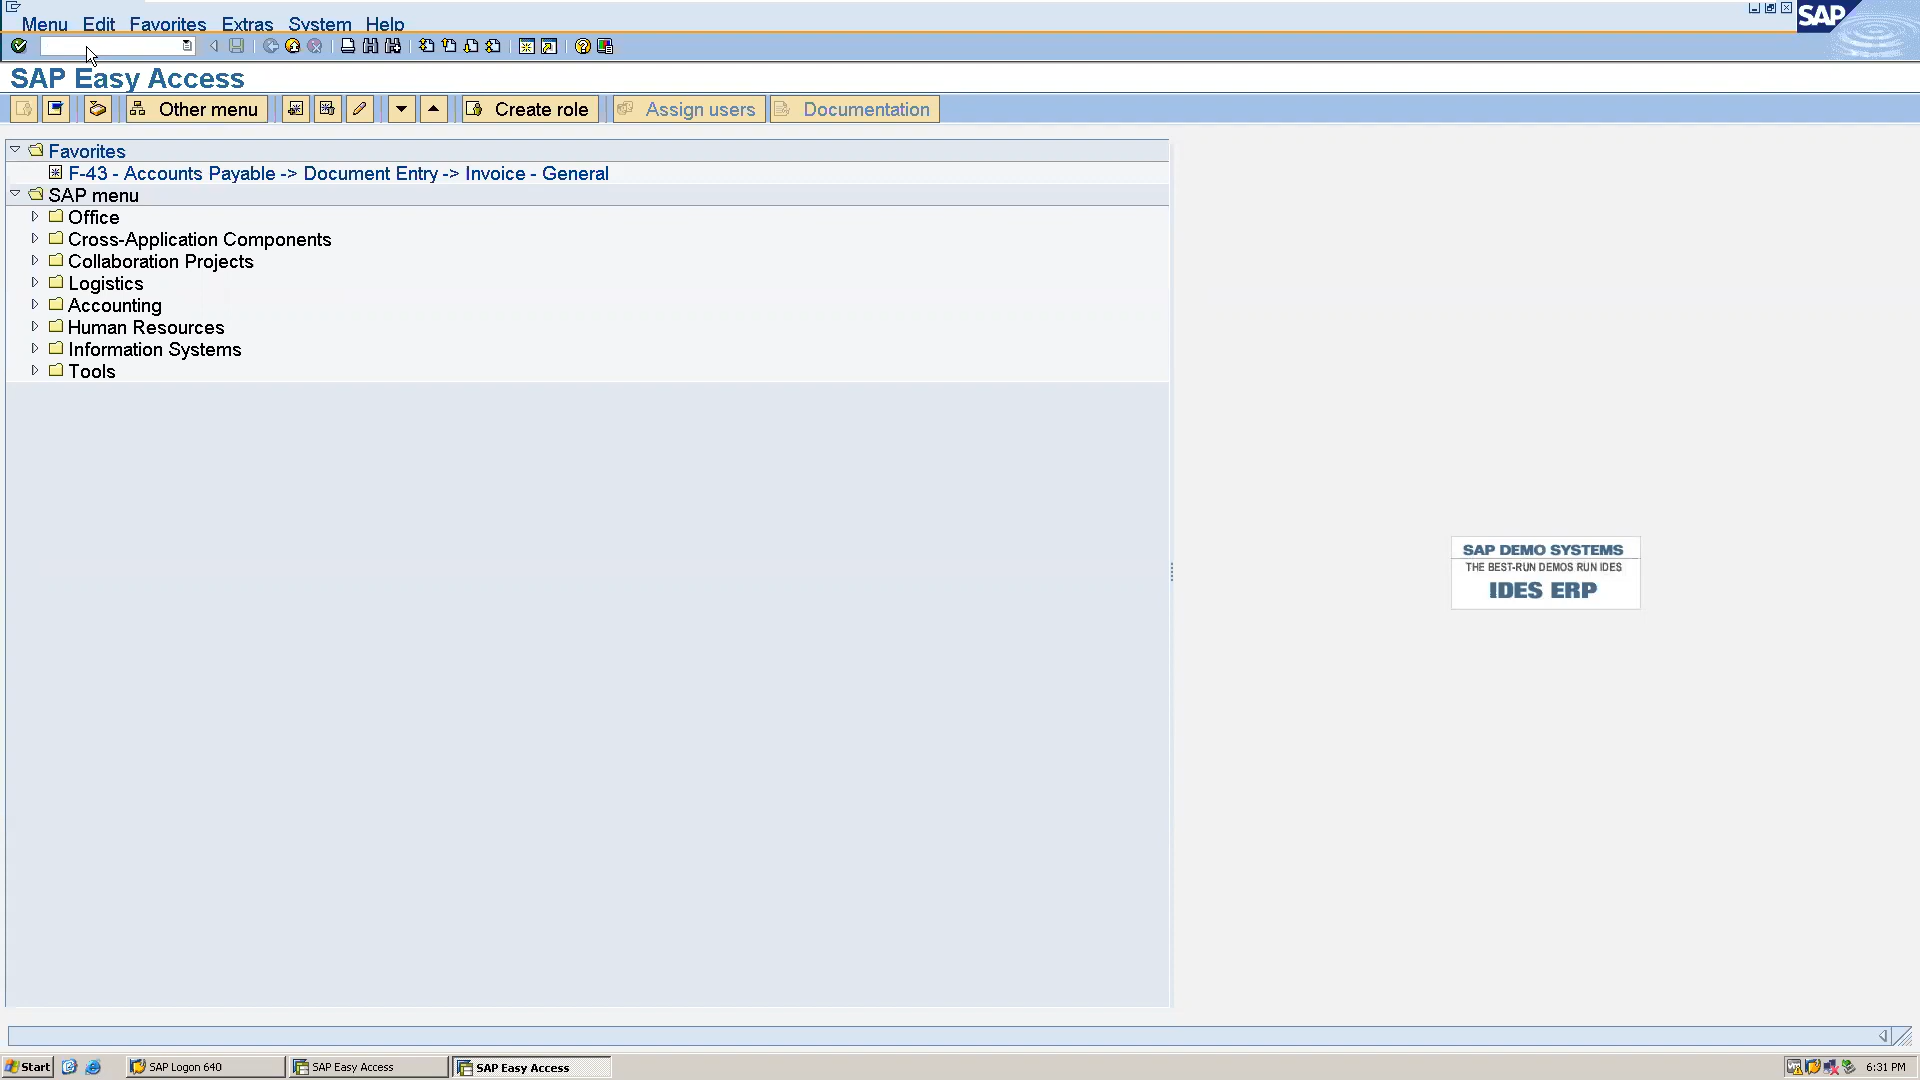 Menu Edit Favorites Extras System Help
SAP
SAP Easy Access
Other menu Create role Assign users Documentation
Favorites
F-43 - Accounts Payable -> Document Entry -> Invoice - General
SAP menu
Office
Cross-Application Components
Collaboration Projects
Logistics
Accounting
Human Resources
Information Systems
Tools
SAP DEMO SYSTEMS
THE BEST-RUN DEMOS RUN IDES
IDES ERP
Start SAP Logon 640 SAP Easy Access SAP Easy Access 6:31 PM